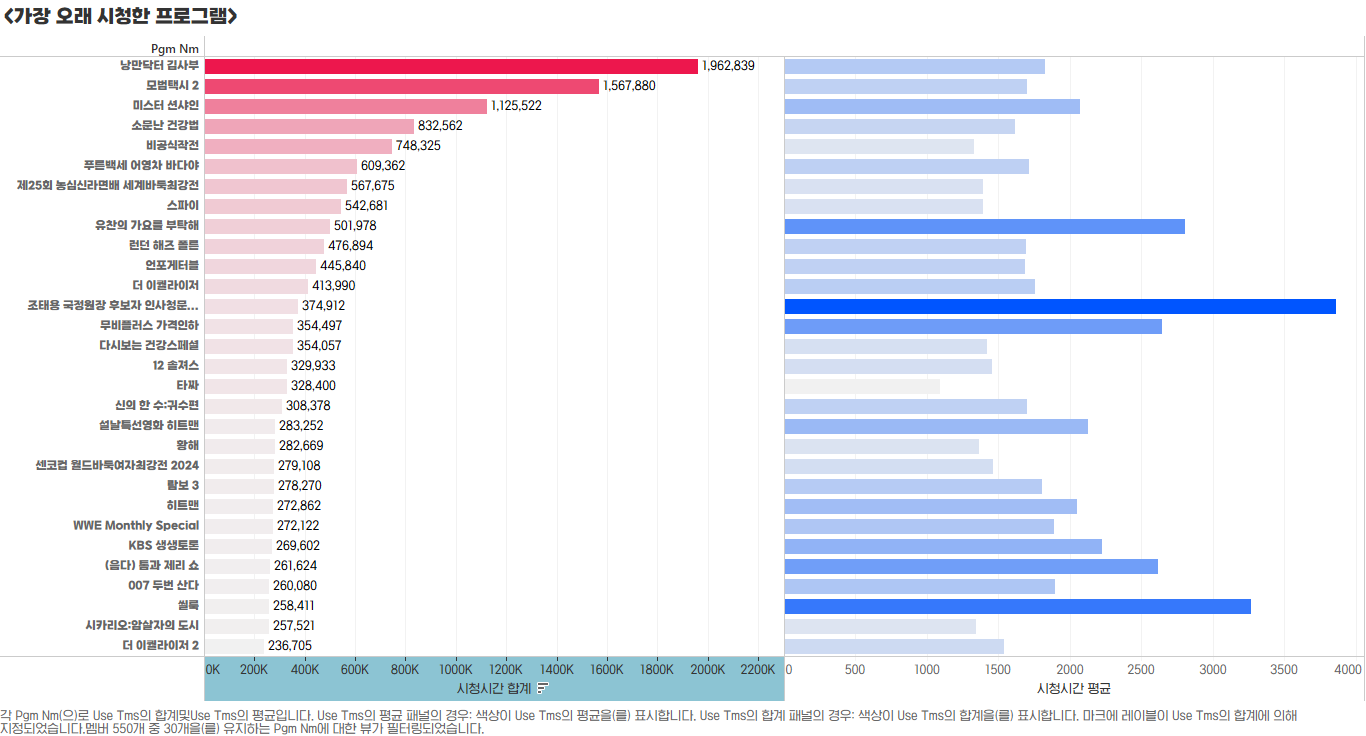 <가장 오래 시청한 프로그램>
Pgm Nm
낭만닥터 김사부 1,962,839
모범택시 2 1,567,880
미스터 션샤인 1,125,522
소문난 건강법 832,562
비공식작전 748,325
푸른백세 어영차 바다야 609,362
제25회 농심신라면배 세계바둑최강전 567,675
스파이 542,681
유찬의 가요를 부탁해 501,978
런던 해즈 폴른 476,894
언포게터블 445,840
더 이퀄라이저 413,990
조태용 국정원장 후보자 인사청문... 374,912
무비플러스 가격인하 354,497
다시보는 건강스페셜 354,057
12 솔져스 329,933
타짜 328,400
신의 한 수:귀수편 308,378
설날특선영화 히트맨 283,252
황해 282,669
센코컵 월드바둑여자최강전 2024 279,108
람보 3 278,270
히트맨 272,862
WWE Monthly Special 272,122
KBS 생생토론 269,602
(음다) 톰과 제리 쇼 261,624
007 두번 산다 260,080
씰룩 258,411
시카리오:암살자의 도시 257,521
더 이퀄라이저 2 236,705
0K 200K 400K 600K 800K 1000K 1200K 1400K 1600K 1800K 2000K 2200K 0 500 1000 1500 2000 2500 3000 3500 4000
시청시간 합계 시청시간 평균
각 Pgm Nm(으)로 Use Tms의 합계및Use Tms의 평균입니다. Use Tms의 평균 패널의 경우: 색상이 Use Tms의 평균을(를) 표시합니다. Use Tms의 합계 패널의 경우: 색상이 Use Tms의 합계을(를) 표시합니다. 마크에 레이블이 Use Tms의 합계에 의해
지정되었습니다.멤버 550개 중 30개을(를) 유지하는 Pgm Nm에 대한 뷰가 필터링되었습니다.